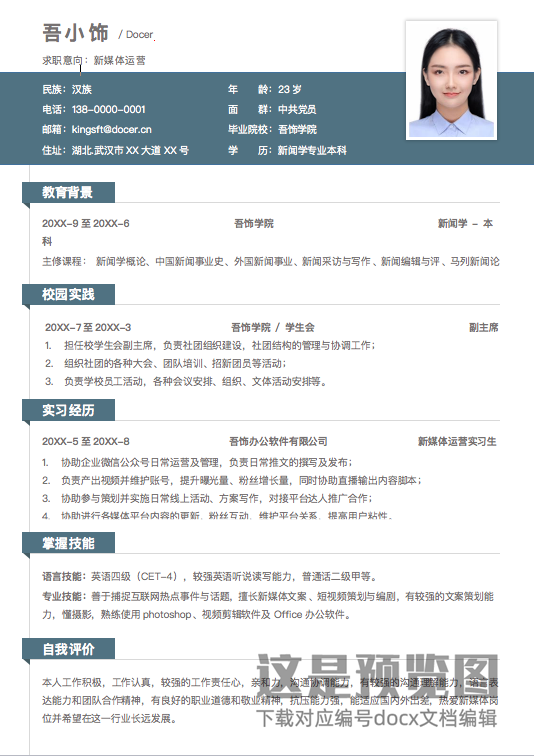 吾小饰 / Docer
求职意向：新媒体运营
民族：汉族 年 龄：23 岁
电话：138-0000-0001 面 群：中共党员
邮箱：kingsft@docer.cn 毕业院校：吾饰学院
住址：湖北.武汉市 XX 大道 XX 号 学 历：新闻学专业本科
教育背景
20XX-9 至 20XX-6 吾饰学院 新闻学 - 本
科
主修课程： 新闻学概论、中国新闻事业史、外国新闻事业、新闻采访与写作、新闻编辑与评、马列新闻论
校园实践
20XX-7 至 20XX-3 吾饰学院 / 学生会 副主席
1. 担任校学生会副主席，负责社团组织建设，社团结构的管理与协调工作；
2. 组织社团的各种大会、团队培训、招新团员等活动；
3. 负责学校员工活动，各种会议安排、组织、文体活动安排等。
实习经历
20XX-5 至 20XX-8 吾饰办公软件有限公司 新媒体运营实习生
1. 协助企业微信公众号日常运营及管理，负责日常推文的撰写及发布；
2. 负责产出视频并维护账号，提升曝光量、粉丝增长量，同时协助直播输出内容脚本；
3. 协助参与策划并实施日常线上活动、方案写作，对接平台达人推广合作；
4. 协助进行各媒体平台内容的更新、粉丝互动、维护平台关系、提高用户粘性。
掌握技能
语言技能：英语四级（CET-4），较强英语听说读写能力，普通话二级甲等。
专业技能：善于捕捉互联网热点事件与话题，擅长新媒体文案、短视频策划与编剧，有较强的文案策划能
力，懂摄影，熟练使用 photoshop、视频剪辑软件及 Office 办公软件。
自我评价
本人工作积极，工作认真，较强的工作责任心，亲和力，沟通协调能力，有较强的沟通理解能力，语言表
达能力和团队合作精神，有良好的职业道德和敬业精神，抗压能力强，能适应国内外出差，热爱新媒体岗
位并希望在这一行业长远发展。
这是预览图
下载对应编号docx文档编辑